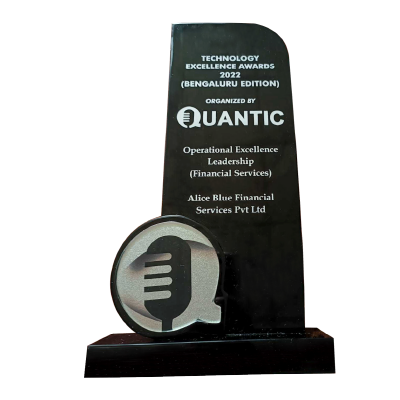 TECHNOLOGY
EXCELLENCE AWARDS
2022
(BENGALURU EDITION)
ORGANIZED BY
QUANTIC
Operational Excellence
Leadership
(Financial Services)
Alice Blue Financial
Services Pvt Ltd